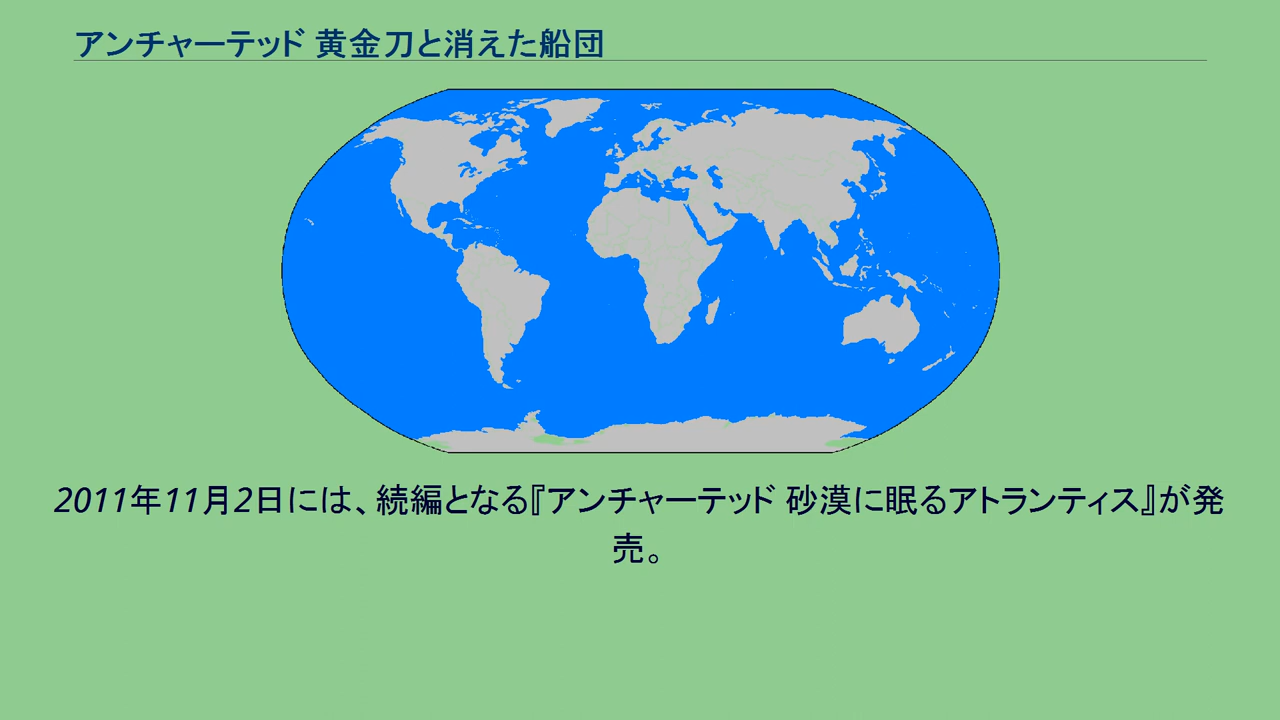 アンチャーテッド 黄金刀と消えた船団
2011年11月2日には、続編となる『アンチャーテッド 砂漠に眠るアトランティス』が発
売。